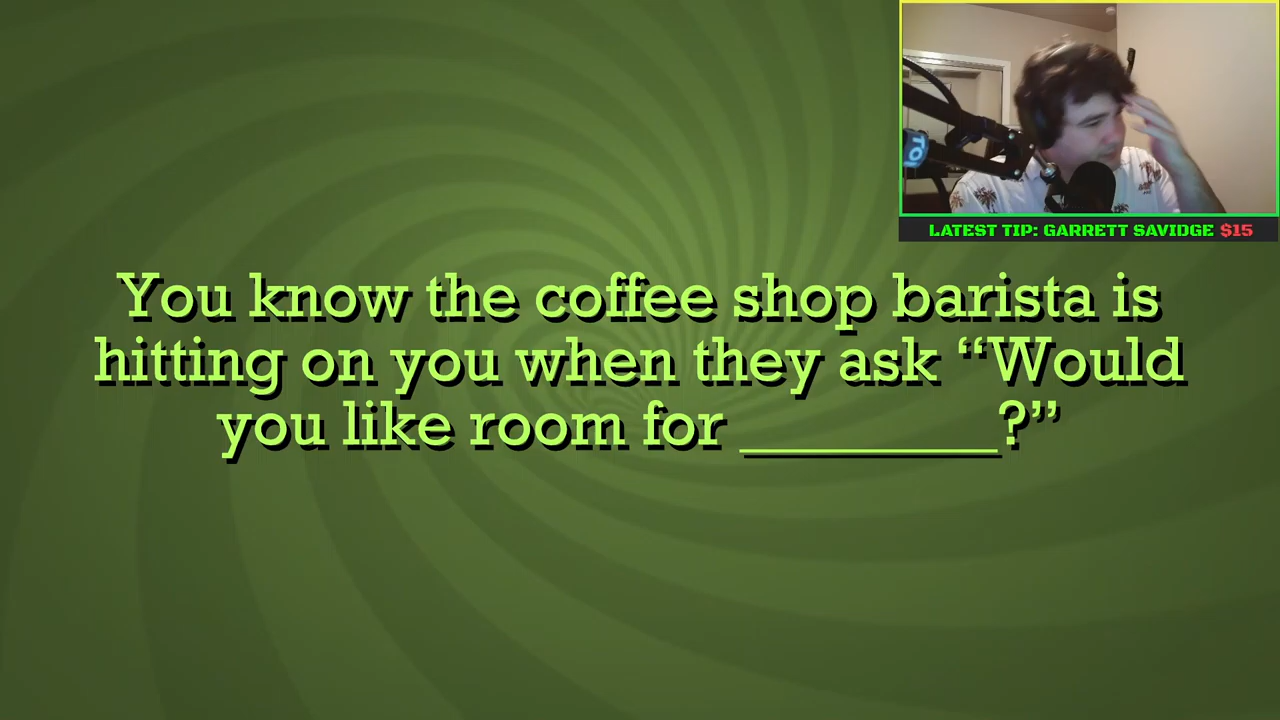 LATEST TIP: GARRETT SAVIDGE $15
You know the coffee shop barista is
hitting on you when they ask “Would
you like room for ________?”